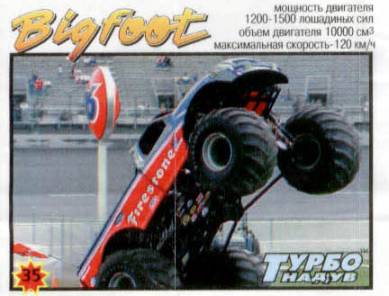 Bigfoot
мощность двигателя
1200-1500 лошадиных сил
объем двигателя 10000 см³
максимальная скорость-120 км/ч
Firestone
35
ТУРБО
НАДУВ